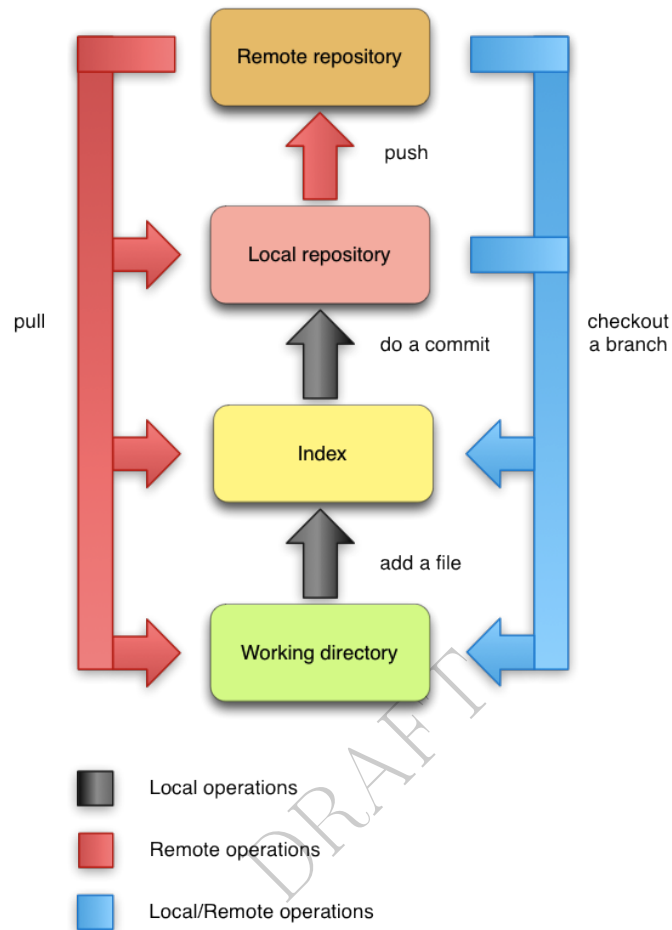 Remote repository
push
Local repository
pull
do a commit
checkout
a branch
Index
add a file
Working directory
DRAFT
Local operations
Remote operations
Local/Remote operations